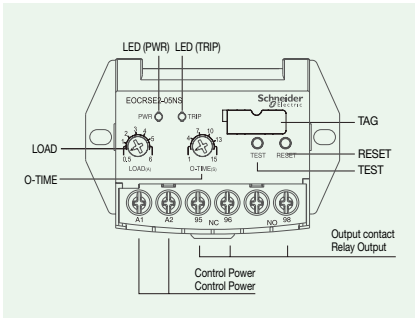 LED (PWR) LED (TRIP)
EOCRSE2-05NS
Schneider
Electric
PWR TRIP
TAG
LOAD
0.5 1 2 3 4 5 6
1 4 7 10 13 15
LOAD(A)
O-TIME(S)
TEST RESET
RESET
TEST
O-TIME
A1 A2 95 NC 96 NO 98
Output contact
Relay Output
Control Power
Control Power